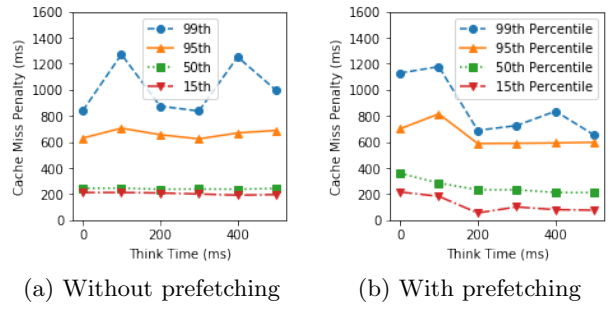 1600
1400
1200
1000
800
600
400
200
0
Cache Miss Penalty (ms)
99th
95th
50th
15th
0
200
400
Think Time (ms)
(a) Without prefetching
1600
1400
1200
1000
800
600
400
200
0
Cache Miss Penalty (ms)
99th Percentile
95th Percentile
50th Percentile
15th Percentile
0
200
400
Think Time (ms)
(b) With prefetching